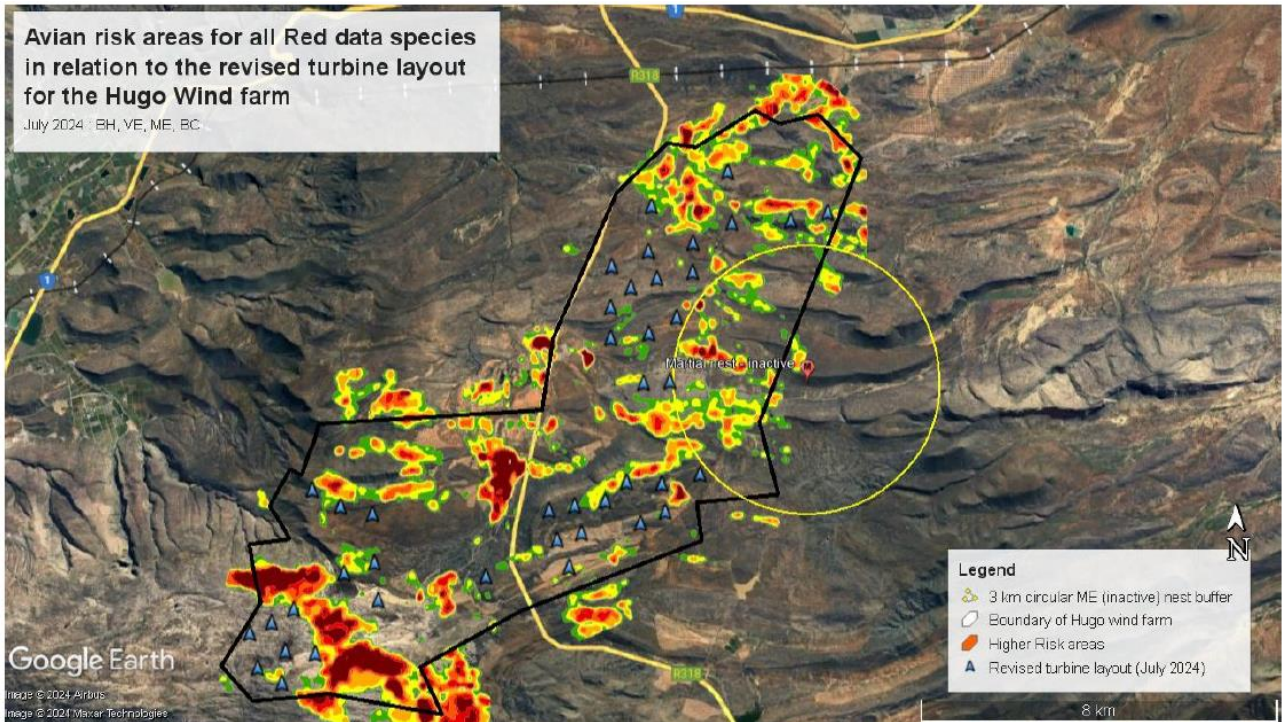 Avian risk areas for all Red data species
in relation to the revised turbine layout
for the Hugo Wind farm
July 2024 : BH, VE, ME, BC
1
R318
1
Martial nest - inactive
N
Legend
3 km circular ME (inactive) nest buffer
Boundary of Hugo wind farm
Higher Risk areas
Revised turbine layout (July 2024)
Google Earth
R318
Image © 2024 Airbus
Image © 2024 Maxar Technologies
8 km